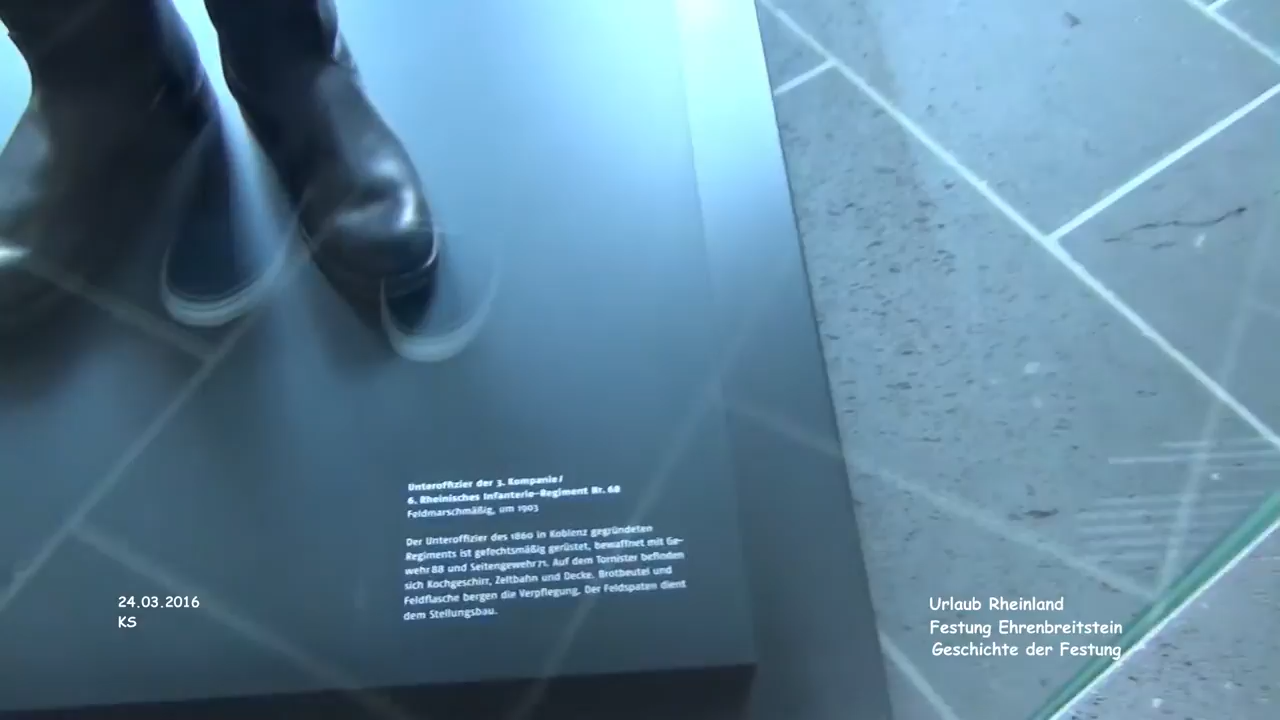 Unteroffizier der 3. Kompanie/
6. Rheinisches Infanterie-Regiment Nr. 68
Feldmarschmäßig, um 1903
Der Unteroffizier des 1860 in Koblenz gegründeten
Regiments ist gefechtsmäßig gerüstet, bewaffnet mit Ge-
wehr 88 und Seitengewehr 71. Auf dem Tornister befinden
sich Kochgeschirr, Zeltbahn und Decke. Brotbeutel und
Feldflasche bergen die Verpflegung. Der Feldspaten dient
dem Stellungsbau.
24.03.2016
KS
Urlaub Rheinland
Festung Ehrenbreitstein
Geschichte der Festung